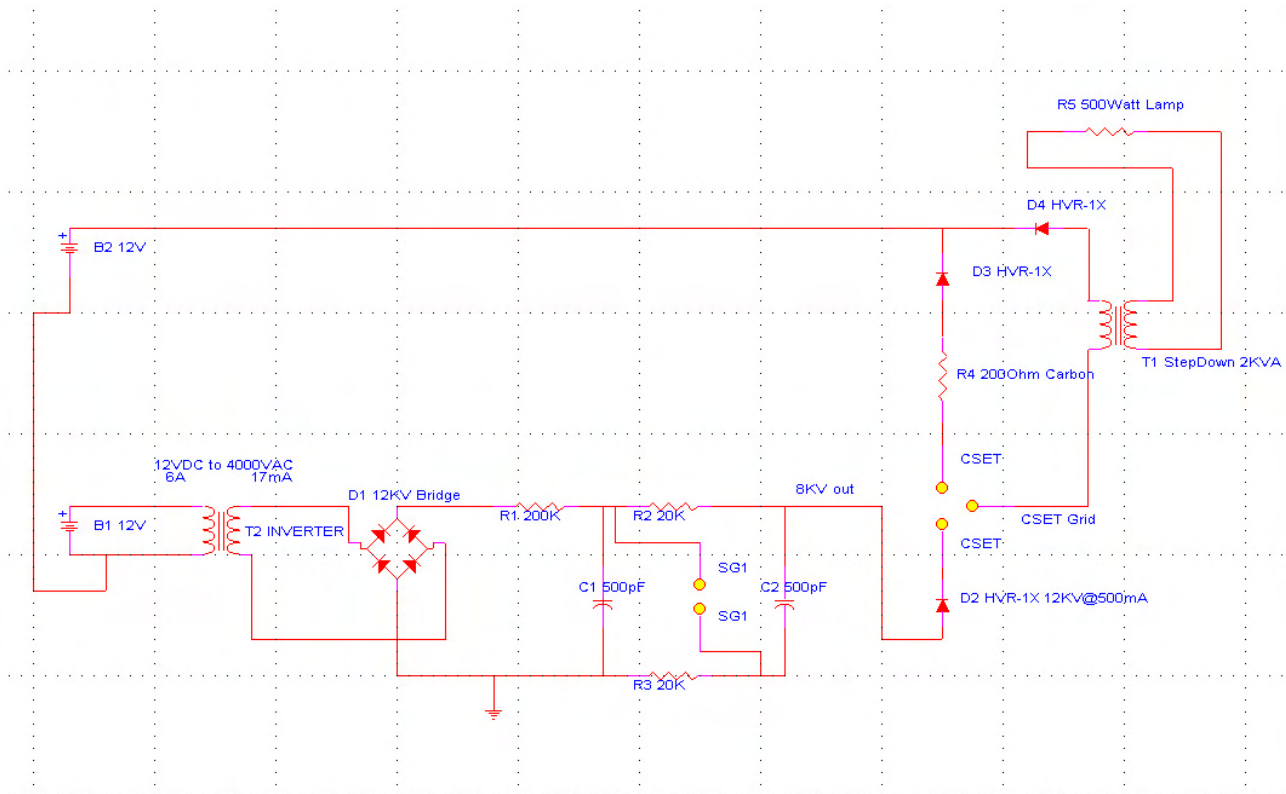 R5 500Watt Lamp
D4 HVR-1X
+
B2 12V
D3 HVR-1X
T1 StepDown 2KVA
R4 200Ohm Carbon
12VDC to 4000VAC
6A 17mA
CSET
D1 12KV Bridge
8KV out
+
B1 12V
T2 INVERTER
R1 200K
R2 20K
CSET Grid
CSET
SG1
C1 500pF
C2 500pF
D2 HVR-1X 12KV@500mA
SG1
R3 20K